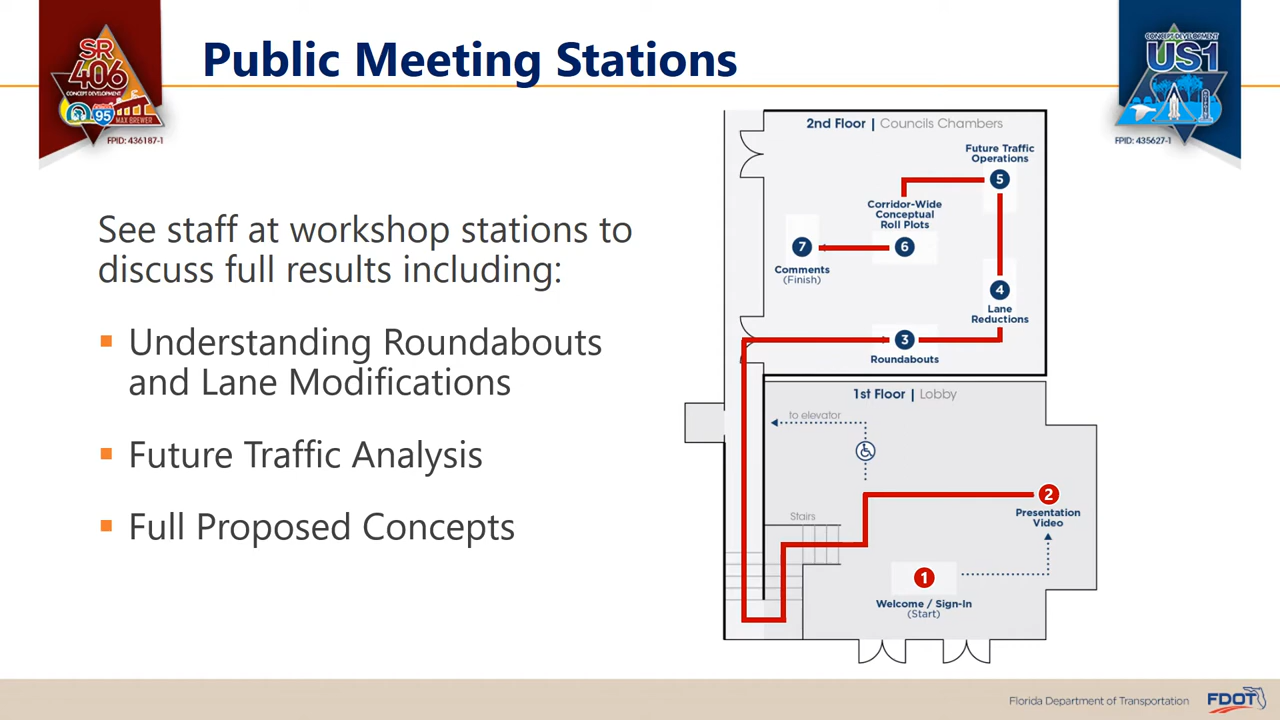 Public Meeting Stations
SR
406
CONCEPT DEVELOPMENT
95
MAX BREWER
FPID: 436187-1
CONCEPT DEVELOPMENT
US1
FPID: 435627-1
See staff at workshop stations to
discuss full results including:
Understanding Roundabouts
and Lane Modifications
Future Traffic Analysis
Full Proposed Concepts
2nd Floor | Councils Chambers
Future Traffic
Operations
5
Corridor-Wide
Conceptual
Roll Plots
7
6
Comments
(Finish)
4
Lane
Reductions
3
Roundabouts
1st Floor | Lobby
to elevator
2
Presentation
Video
Stairs
1
Welcome / Sign-In
(Start)
Florida Department of Transportation
FDOT